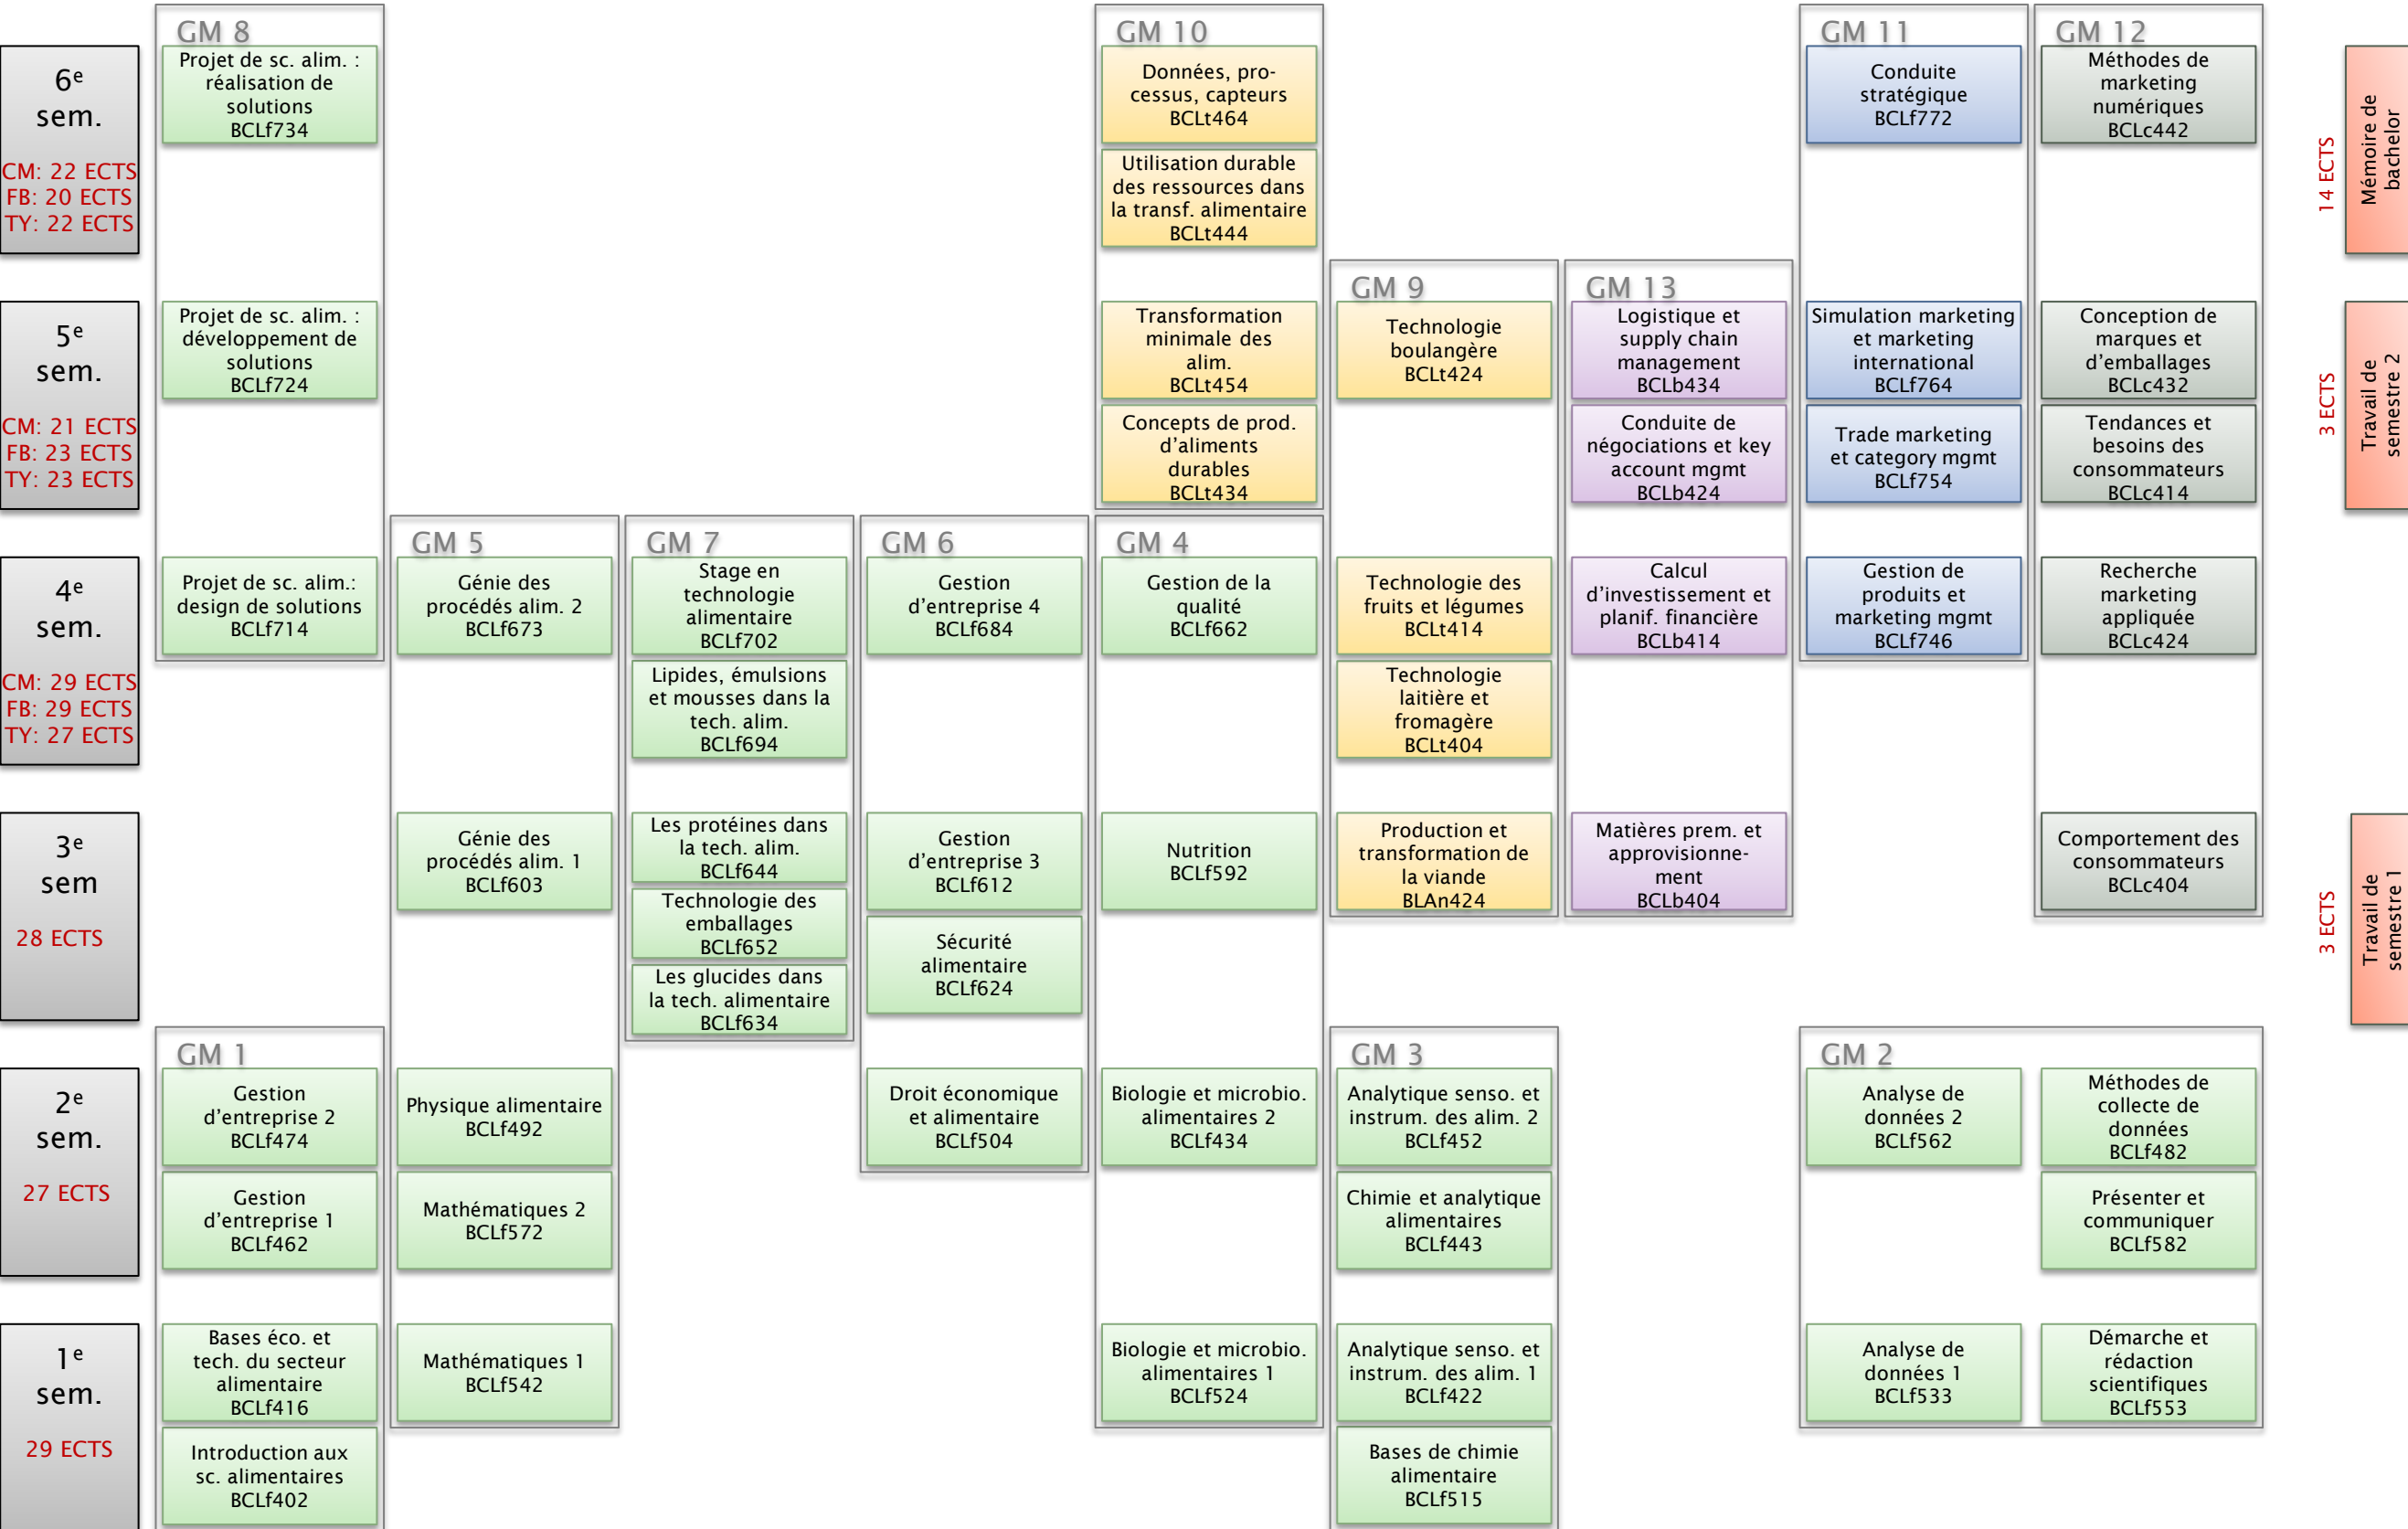 GM 8
GM 10
GM 11
GM 12
6e
sem.
CM: 22 ECTS
FB: 20 ECTS
TY: 22 ECTS
Projet de sc. alim. :
réalisation de
solutions
BCLf734
Données, pro-
cessus, capteurs
BCLt464
Utilisation durable
des ressources dans
la transf. alimentaire
BCLt444
Conduite
stratégique
BCLf772
Méthodes de
marketing
numériques
BCLc442
14 ECTS
Mémoire de
bachelor
GM 9
GM 13
5e
sem.
CM: 21 ECTS
FB: 23 ECTS
TY: 23 ECTS
Projet de sc. alim. :
développement de
solutions
BCLf724
Transformation
minimale des
alim.
BCLt454
Concepts de prod.
d’aliments
durables
BCLt434
Technologie
boulangère
BCLt424
Logistique et
supply chain
management
BCLb434
Conduite de
négociations et key
account mgmt
BCLb424
Simulation marketing
et marketing
international
BCLf764
Trade marketing
et category mgmt
BCLf754
Conception de
marques et
d’emballages
BCLc432
Tendances et
besoins des
consommateurs
BCLc414
3 ECTS
Travail de
semestre 2
GM 5
GM 7
GM 6
GM 4
4e
sem.
CM: 29 ECTS
FB: 29 ECTS
TY: 27 ECTS
Projet de sc. alim.:
design de solutions
BCLf714
Génie des
procédés alim. 2
BCLf673
Stage en
technologie
alimentaire
BCLf702
Lipides, émulsions
et mousses dans la
tech. alim.
BCLf694
Gestion
d’entreprise 4
BCLf684
Gestion de la
qualité
BCLf662
Technologie des
fruits et légumes
BCLt414
Technologie
laitière et
fromagère
BCLt404
Calcul
d’investissement et
planif. financière
BCLb414
Gestion de
produits et
marketing mgmt
BCLf746
Recherche
marketing
appliquée
BCLc424
3e
sem
28 ECTS
Génie des
procédés alim. 1
BCLf603
Les protéines dans
la tech. alim.
BCLf644
Technologie des
emballages
BCLf652
Les glucides dans
la tech. alimentaire
BCLf634
Gestion
d’entreprise 3
BCLf612
Sécurité
alimentaire
BCLf624
Nutrition
BCLf592
Production et
transformation de
la viande
BLAn424
Matières prem. et
approvisionne-
ment
BCLb404
Comportement des
consommateurs
BCLc404
3 ECTS
Travail de
semestre 1
GM 1
GM 3
GM 2
2e
sem.
27 ECTS
Gestion
d’entreprise 2
BCLf474
Gestion
d’entreprise 1
BCLf462
Physique alimentaire
BCLf492
Mathématiques 2
BCLf572
Droit économique
et alimentaire
BCLf504
Biologie et microbio.
alimentaires 2
BCLf434
Analytique senso. et
instrum. des alim. 2
BCLf452
Chimie et analytique
alimentaires
BCLf443
Analyse de
données 2
BCLf562
Méthodes de
collecte de
données
BCLf482
Présenter et
communiquer
BCLf582
1e
sem.
29 ECTS
Bases éco. et
tech. du secteur
alimentaire
BCLf416
Introduction aux
sc. alimentaires
BCLf402
Mathématiques 1
BCLf542
Biologie et microbio.
alimentaires 1
BCLf524
Analytique senso. et
instrum. des alim. 1
BCLf422
Bases de chimie
alimentaire
BCLf515
Analyse de
données 1
BCLf533
Démarche et
rédaction
scientifiques
BCLf553